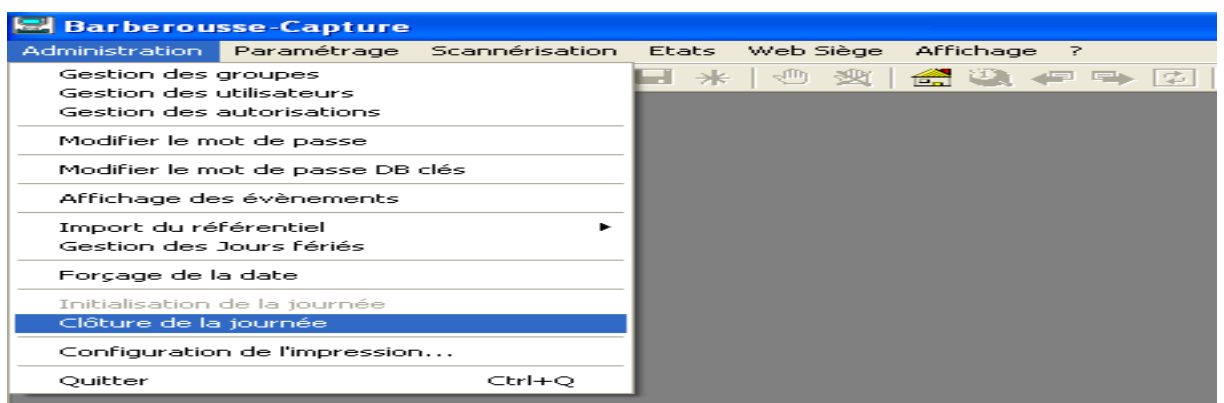 Barberousse-Capture
Administration Paramétrage Scannérisation Etats Web Siège Affichage ?
Gestion des groupes
Gestion des utilisateurs
Gestion des autorisations
Modifier le mot de passe
Modifier le mot de passe DB clés
Affichage des évènements
Import du référentiel
Gestion des Jours fériés
Forçage de la date
Initialisation de la journée
Clôture de la journée
Configuration de l'impression...
Quitter Ctrl+Q